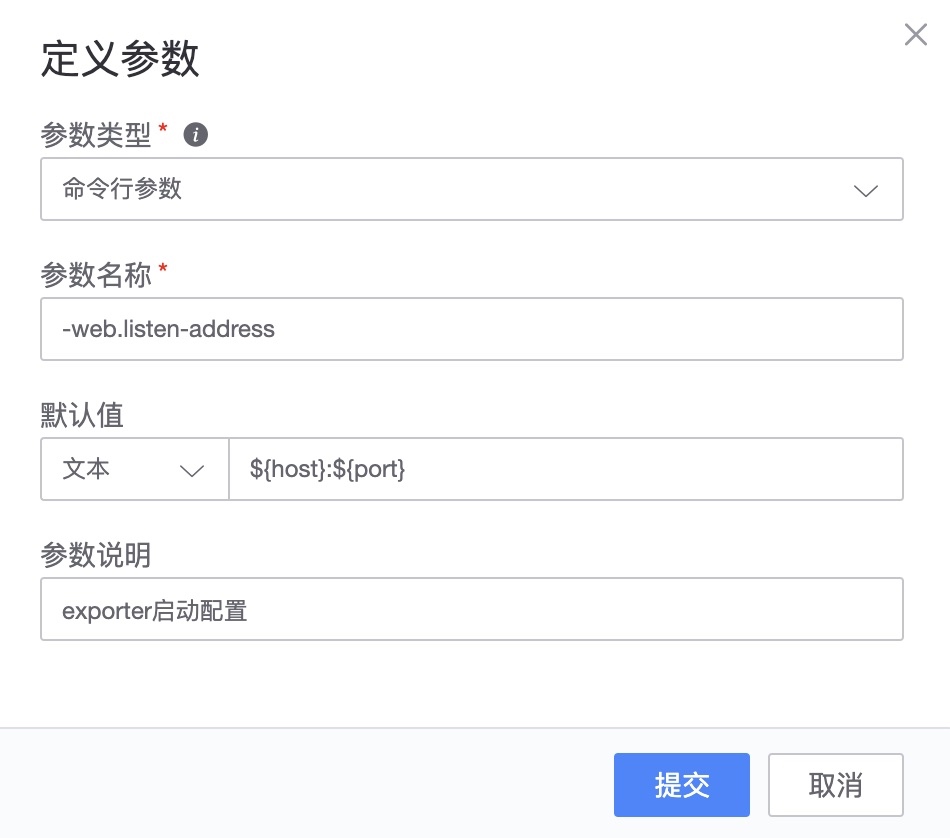 定义参数
参数类型 *
命令行参数
参数名称 *
-web.listen-address
默认值
文本 ${host}:${port}
参数说明
exporter启动配置
提交 取消